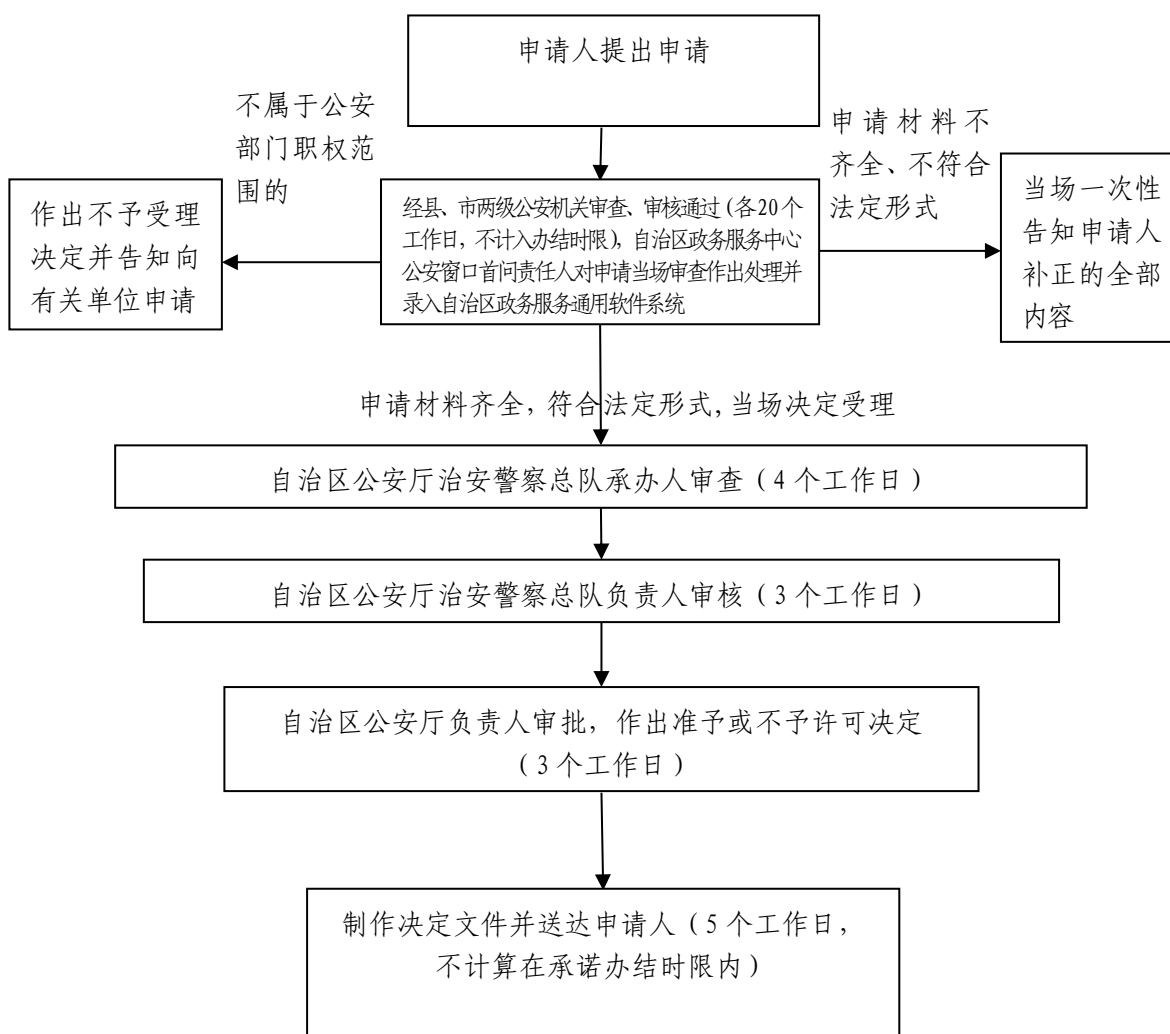 申请人提出申请
不属于公安
部门职权范
围的
申请材料不
齐全、不符合
法定形式
作出不予受理
决定并告知向
有关单位申请
经县、市两级公安机关审查、审核通过（各20个
工作日，不计入办结时限），自治区政务服务中心
公安窗口首问责任人对申请当场审查作出处理并
录入自治区政务服务通用软件系统
当场一次性
告知申请人
补正的全部
内容
申请材料齐全，符合法定形式，当场决定受理
自治区公安厅治安警察总队承办人审查（4个工作日）
自治区公安厅治安警察总队负责人审核（3个工作日）
自治区公安厅负责人审批，作出准予或不予许可决定
（3个工作日）
制作决定文件并送达申请人（5个工作日，
不计算在承诺办结时限内）